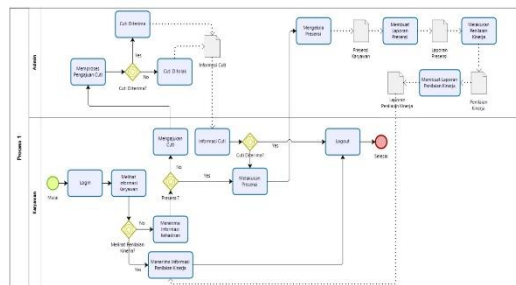 Process 1
Admin
Karyawan
Cuti Diterima
Yes
No
Memproses
Pengajuan Cuti
Cuti Diterima?
Cuti Ditolak
Informasi Cuti
Mengelola
Presensi
Presensi
Karyawan
Membuat
Laporan
Presensi
Laporan
Presensi
Melakukan
Penilaian
Kinerja
Penilaian
Kinerja
Membuat Laporan
Penilaian Kinerja
Laporan
Penilaian Kinerja
Mulai
Login
Melihat
Informasi
Karyawan
Melihat Penilaian
Kinerja?
No
Yes
Menerima
Informasi
Kehadiran
Menerima Informasi
Penilaian Kinerja
Presensi?
No
Yes
Mengajukan
Cuti
Informasi Cuti
Cuti Diterima?
Yes
No
Melakukan
Presensi
Logout
Selesai